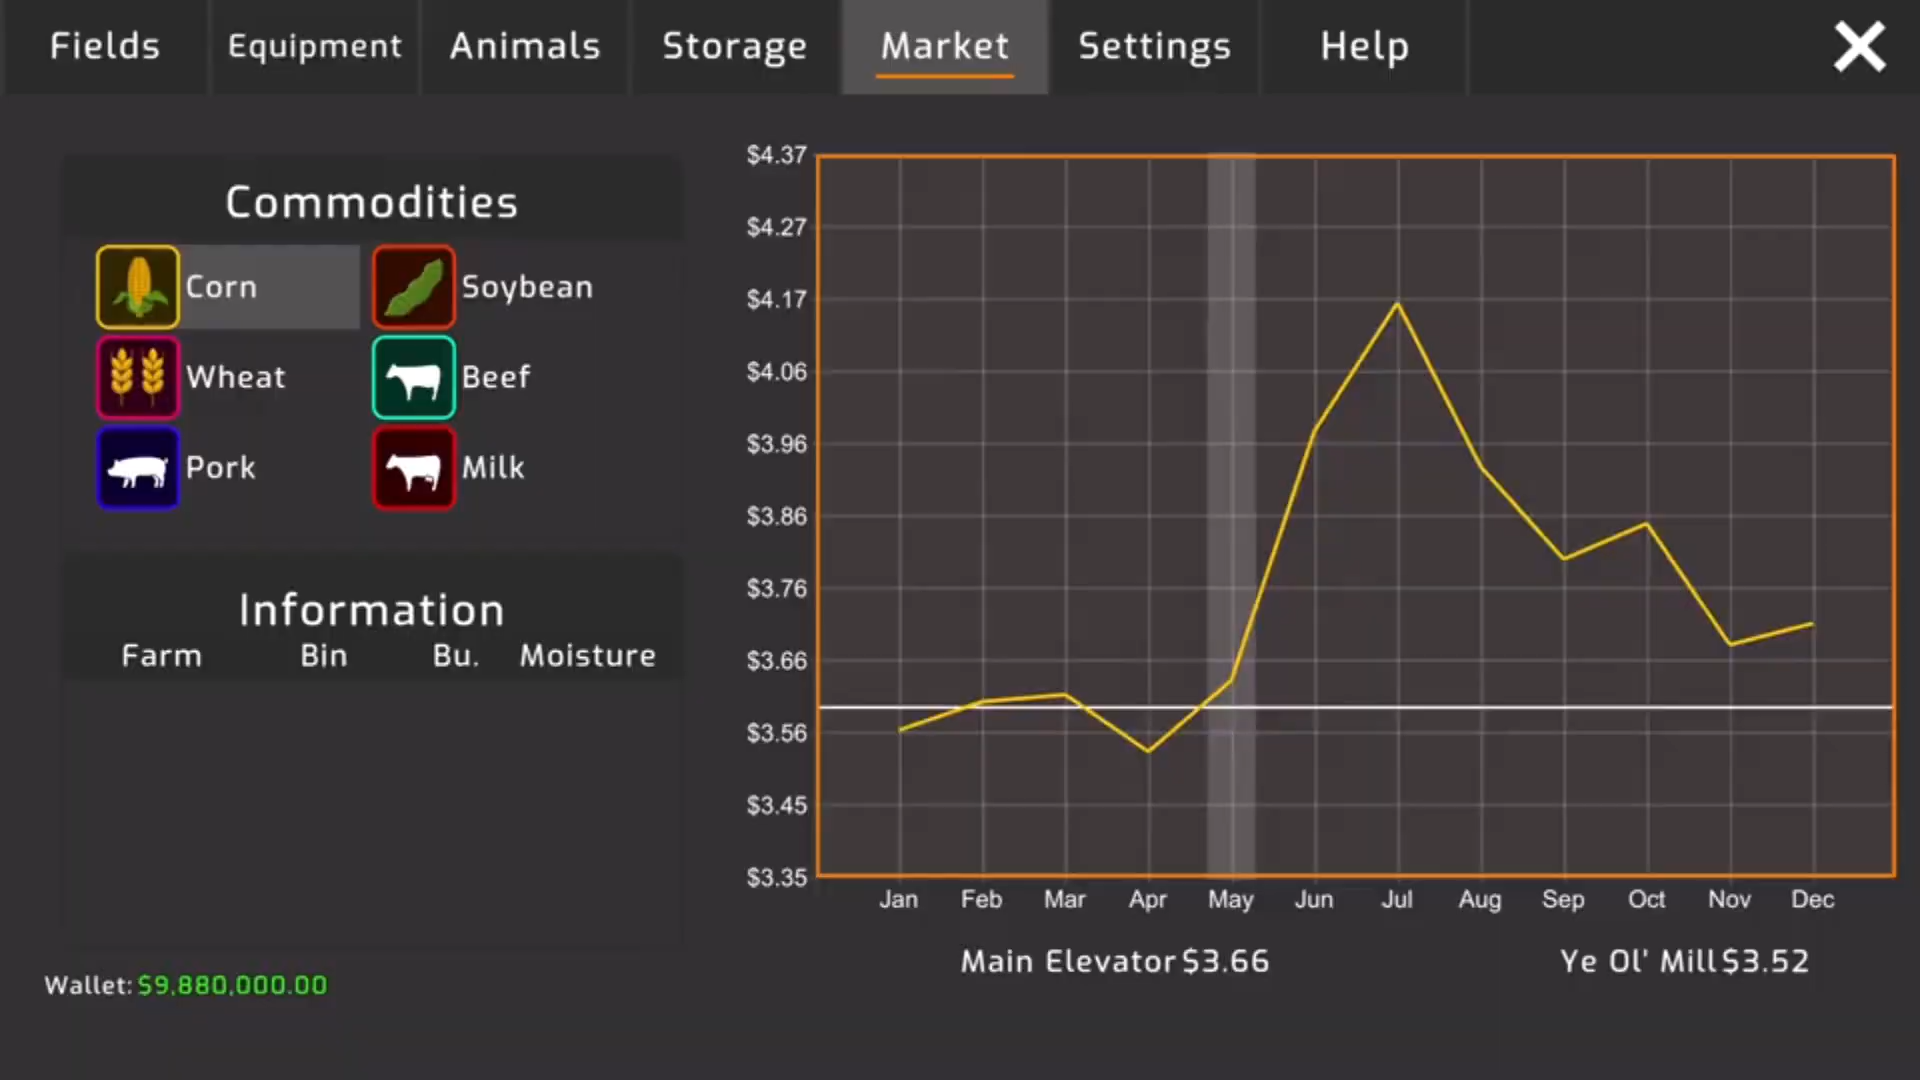 Fields Equipment Animals Storage Market Settings Help
Commodities
Corn Soybean
Wheat Beef
Pork Milk
Information
Farm Bin Bu. Moisture
Wallet: $9,880,000.00
$4.37
$4.27
$4.17
$4.06
$3.96
$3.86
$3.76
$3.66
$3.56
$3.45
$3.35
Jan Feb Mar Apr May Jun Jul Aug Sep Oct Nov Dec
Main Elevator $3.66 Ye Ol' Mill $3.52